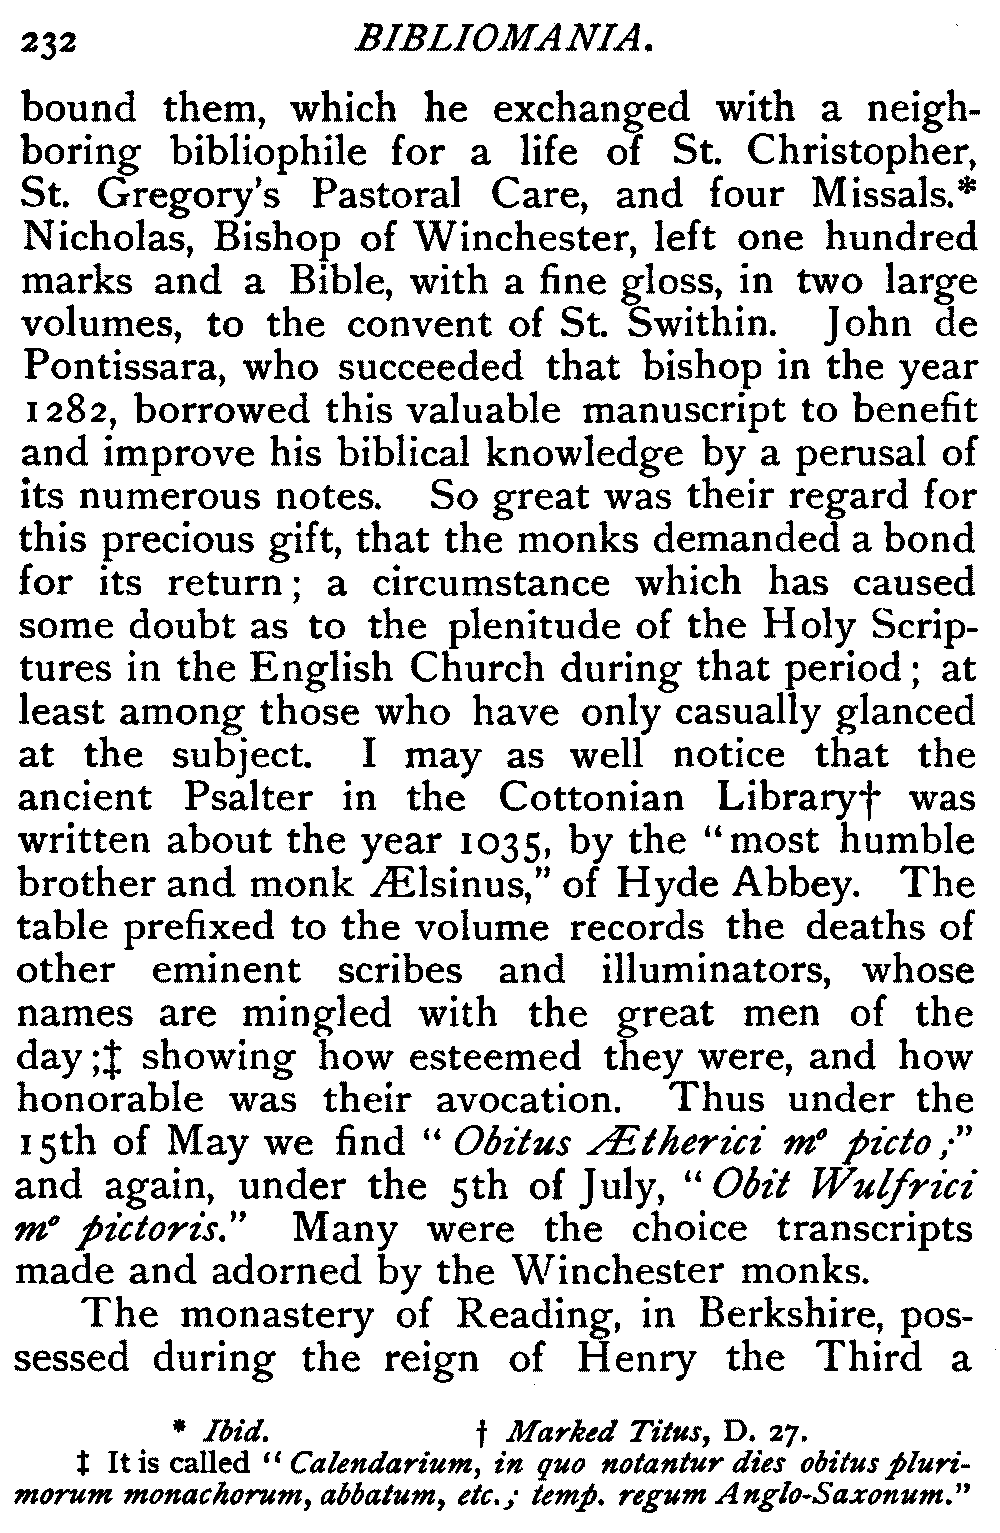 232 BIBLIOMANIA.
bound them, which he exchanged with a neigh-
boring bibliophile for a life of St. Christopher,
St. Gregory's Pastoral Care, and four Missals.*
Nicholas, Bishop of Winchester, left one hundred
marks and a Bible, with a fine gloss, in two large
volumes, to the convent of St. Swithin. John de
Pontissara, who succeeded that bishop in the year
1282, borrowed this valuable manuscript to benefit
and improve his biblical knowledge by a perusal of
its numerous notes. So great was their regard for
this precious gift, that the monks demanded a bond
for its return; a circumstance which has caused
some doubt as to the plenitude of the Holy Scrip-
tures in the English Church during that period; at
least among those who have only casually glanced
at the subject. I may as well notice that the
ancient Psalter in the Cottonian Library† was
written about the year 1035, by the "most humble
brother and monk Ælsinus," of Hyde Abbey. The
table prefixed to the volume records the deaths of
other eminent scribes and illuminators, whose
names are mingled with the great men of the
day;‡ showing how esteemed they were, and how
honorable was their avocation. Thus under the
15th of May we find "Obitus Ætherici mº picto;"
and again, under the 5th of July, "Obit Wulfrici
mº pictoris." Many were the choice transcripts
made and adorned by the Winchester monks.
The monastery of Reading, in Berkshire, pos-
sessed during the reign of Henry the Third a
* Ibid. † Marked Titus, D. 27.
‡ It is called "Calendarium, in quo notantur dies obitus pluri-
morum monachorum, abbatum, etc.; temp. regum Anglo-Saxonum."